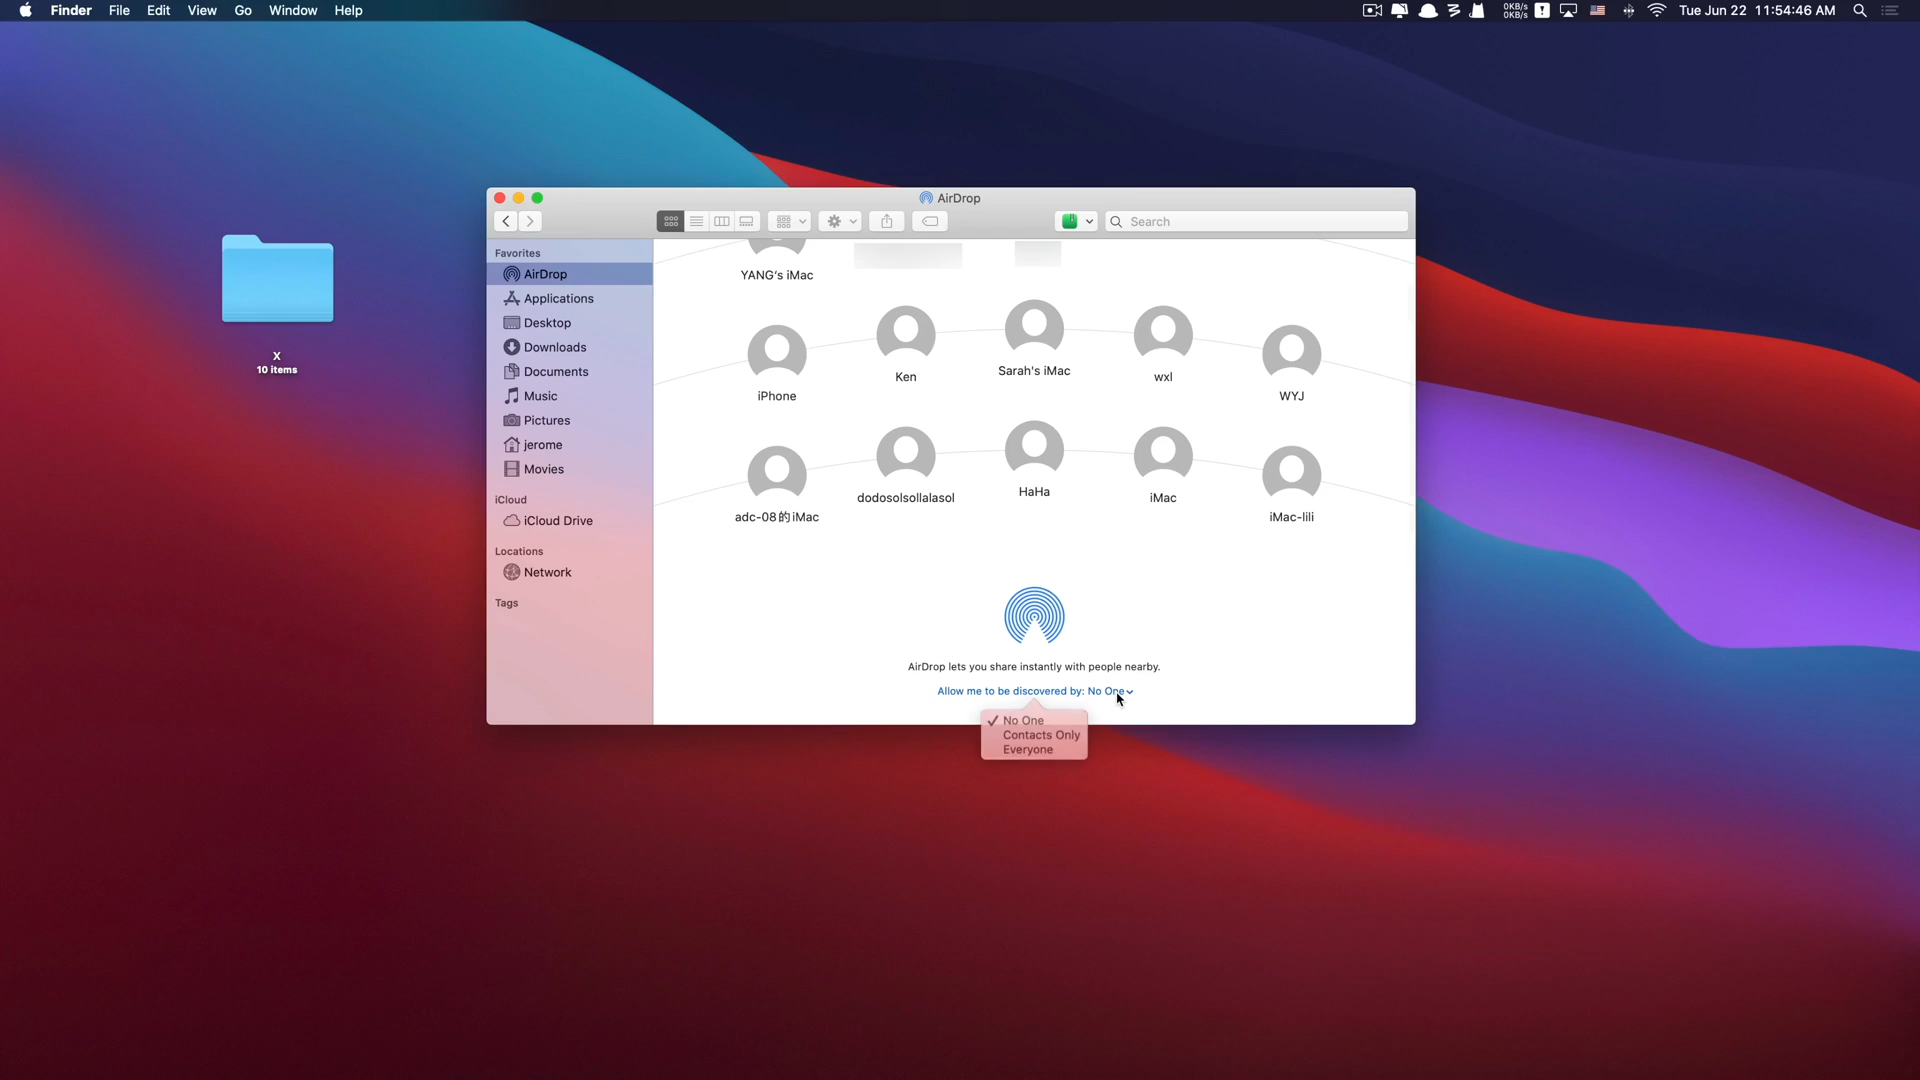 Finder File Edit View Go Window Help
0KB/s
0KB/s
Tue Jun 22 11:54:46 AM
X
10 items
AirDrop
Search
Favorites
AirDrop
Applications
Desktop
Downloads
Documents
Music
Pictures
jerome
Movies
iCloud
iCloud Drive
Locations
Network
Tags
YANG‘s iMac
iPhone
Ken
Sarah's iMac
wxl
WYJ
adc-08的iMac
dodosolsollalasol
HaHa
iMac
iMac-lili
AirDrop lets you share instantly with people nearby.
Allow me to be discovered by: No One
No One
Contacts Only
Everyone